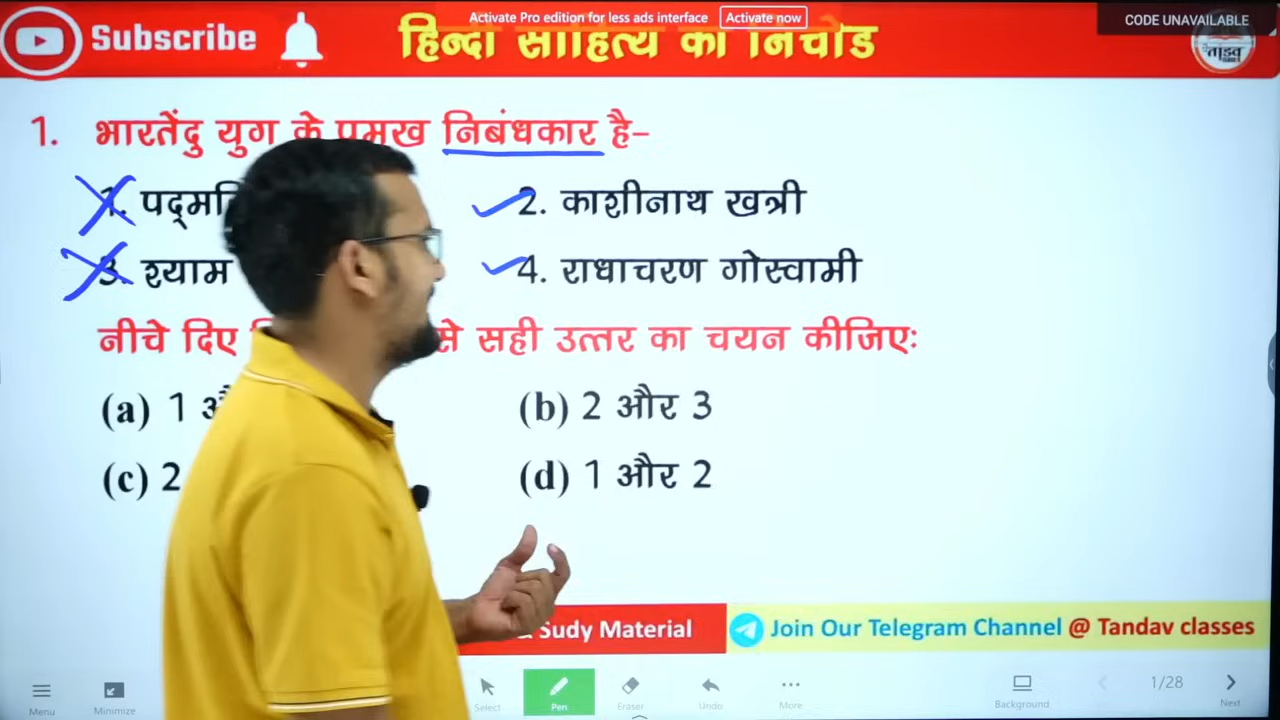 Activate Pro edition for less ads interface Activate now
CODE UNAVAILABLE
Subscribe
हिन्दी साहित्य का निचोड
1. भारतेंदु युग के प्रमुख निबंधकार है–
1. 2. काशीनाथ खत्री
3. श्याम 4. राधाचरण गोस्वामी
नीचे दिए से सही उत्तर का चयन कीजिएः
(a) 1 (b) 2 और 3
(c) 2 (d) 1 और 2
Sudy Material
Join Our Telegram Channel @ Tandav classes
Menu Minimize Select Pen Eraser Undo More Background 1/28 Next